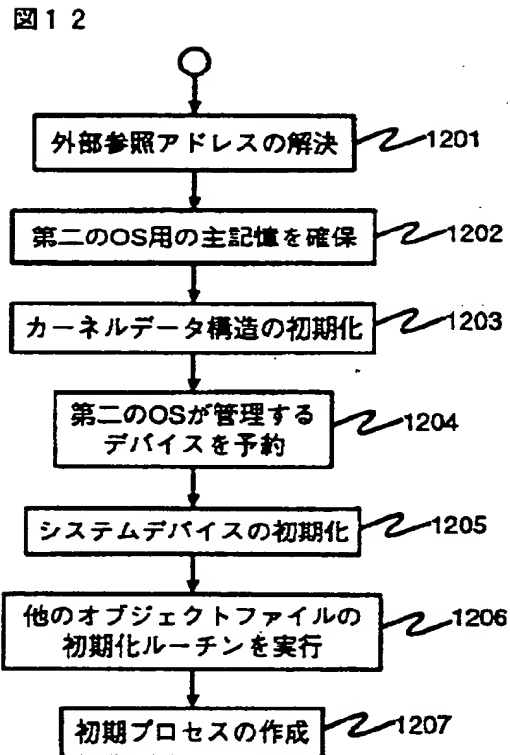 図12
外部参照アドレスの解決
1201
第二のOS用の主記憶を確保
1202
カーネルデータ構造の初期化
1203
第二のOSが管理する
デバイスを予約
1204
システムデバイスの初期化
1205
他のオブジェクトファイルの
初期化ルーチンを実行
1206
初期プロセスの作成
1207